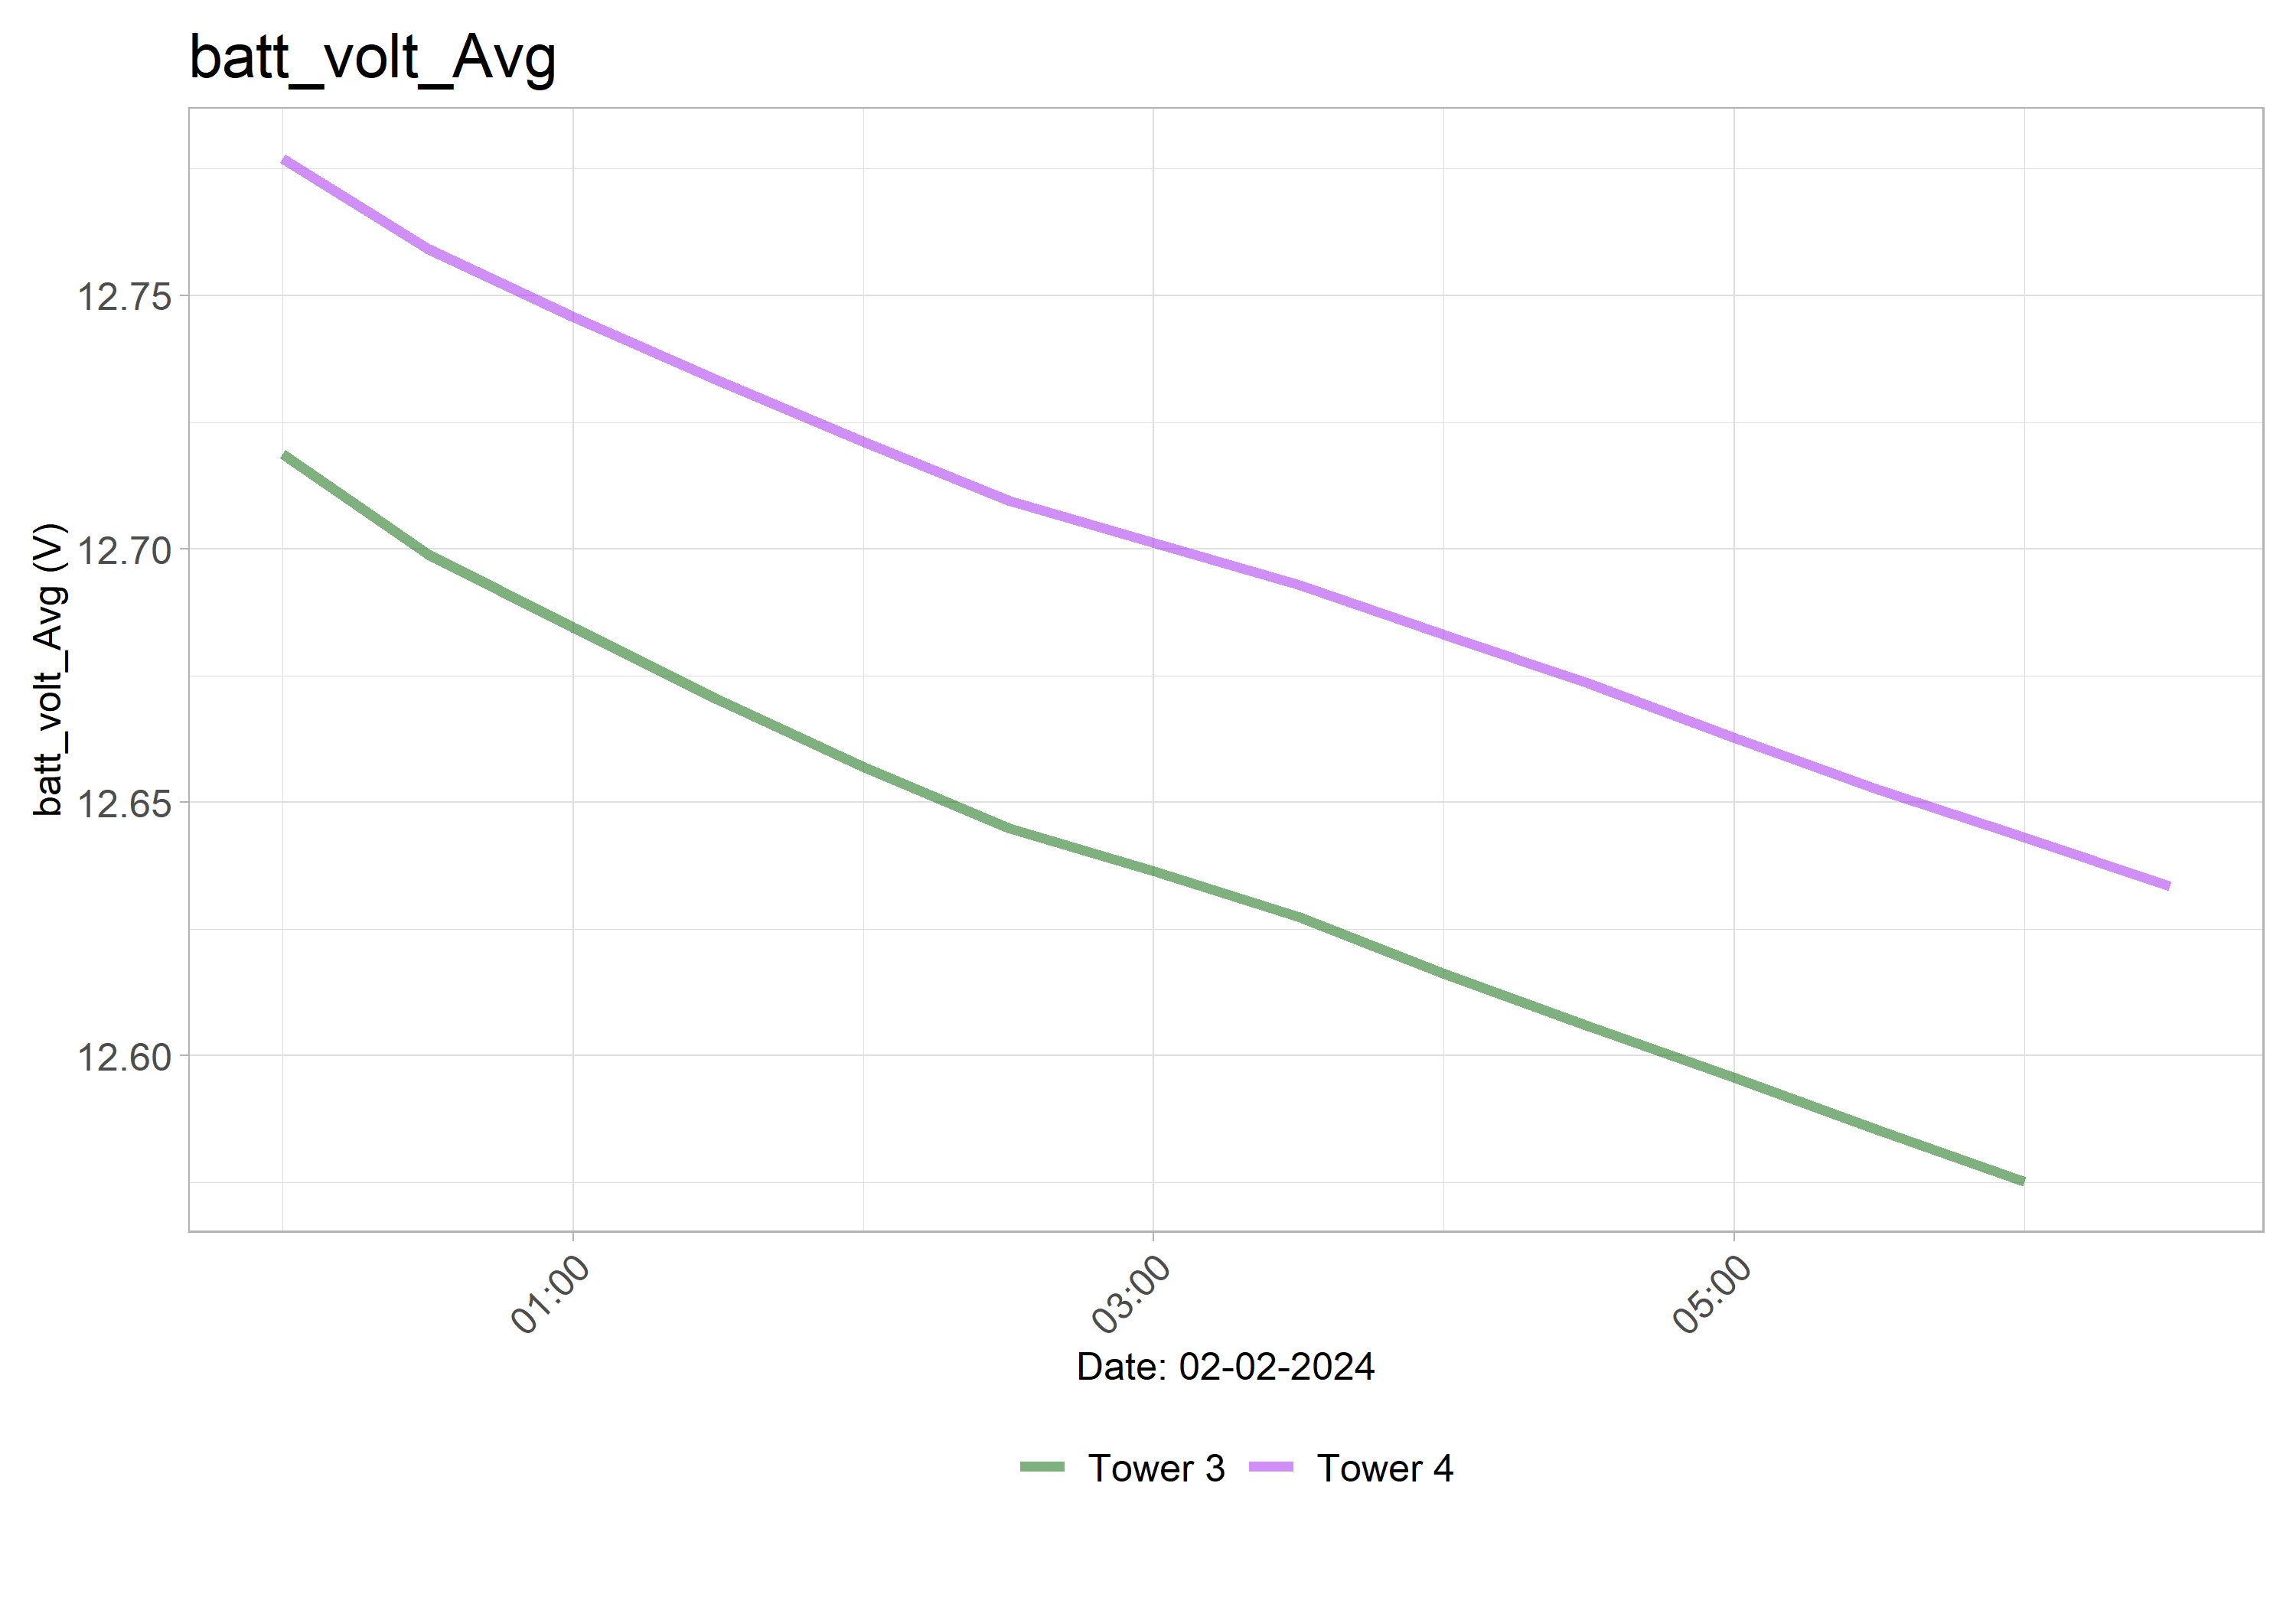 batt_volt_Avg
batt_volt_Avg (V)
12.75
12.70
12.65
12.60
01:00
03:00
05:00
Date: 02-02-2024
Tower 3
Tower 4